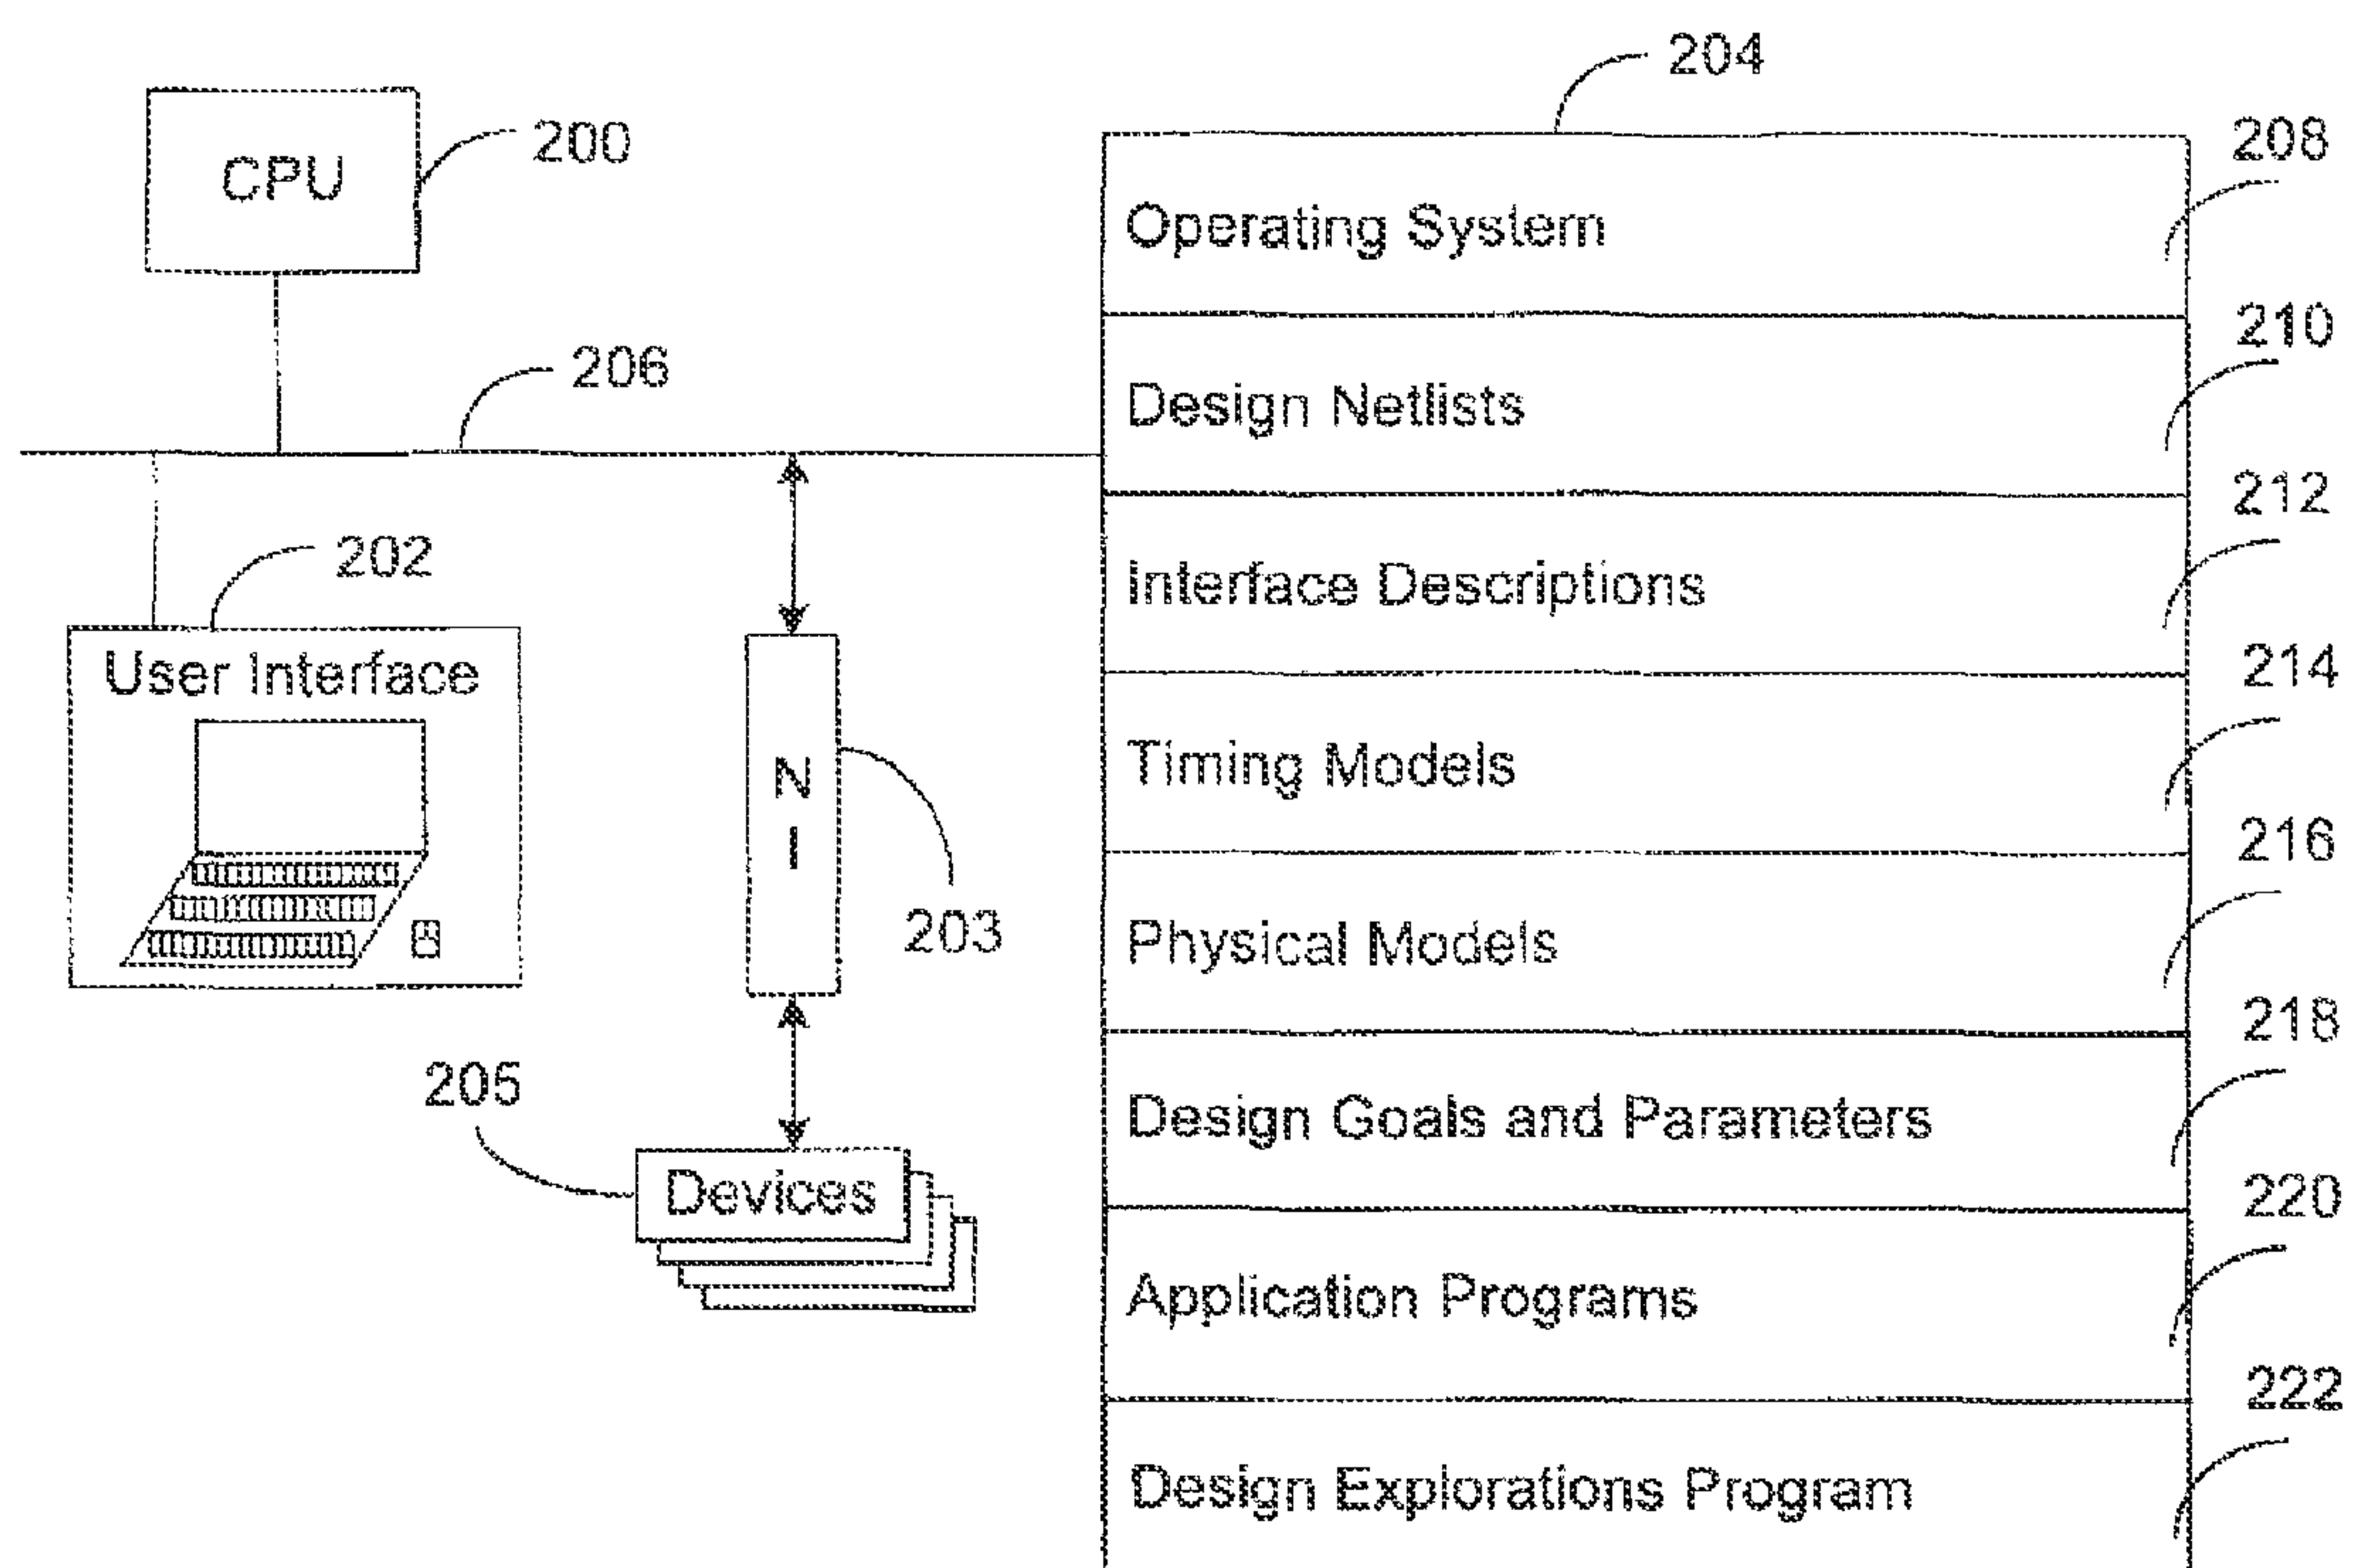 204
CPU
200
208
Operating System
206
210
Design Netlists
202
212
Interface Descriptions
User Interface
214
N
I
Timing Models
203
216
Physical Models
218
205
Design Goals and Parameters
Devices
220
Application Programs
222
Design Explorations Program